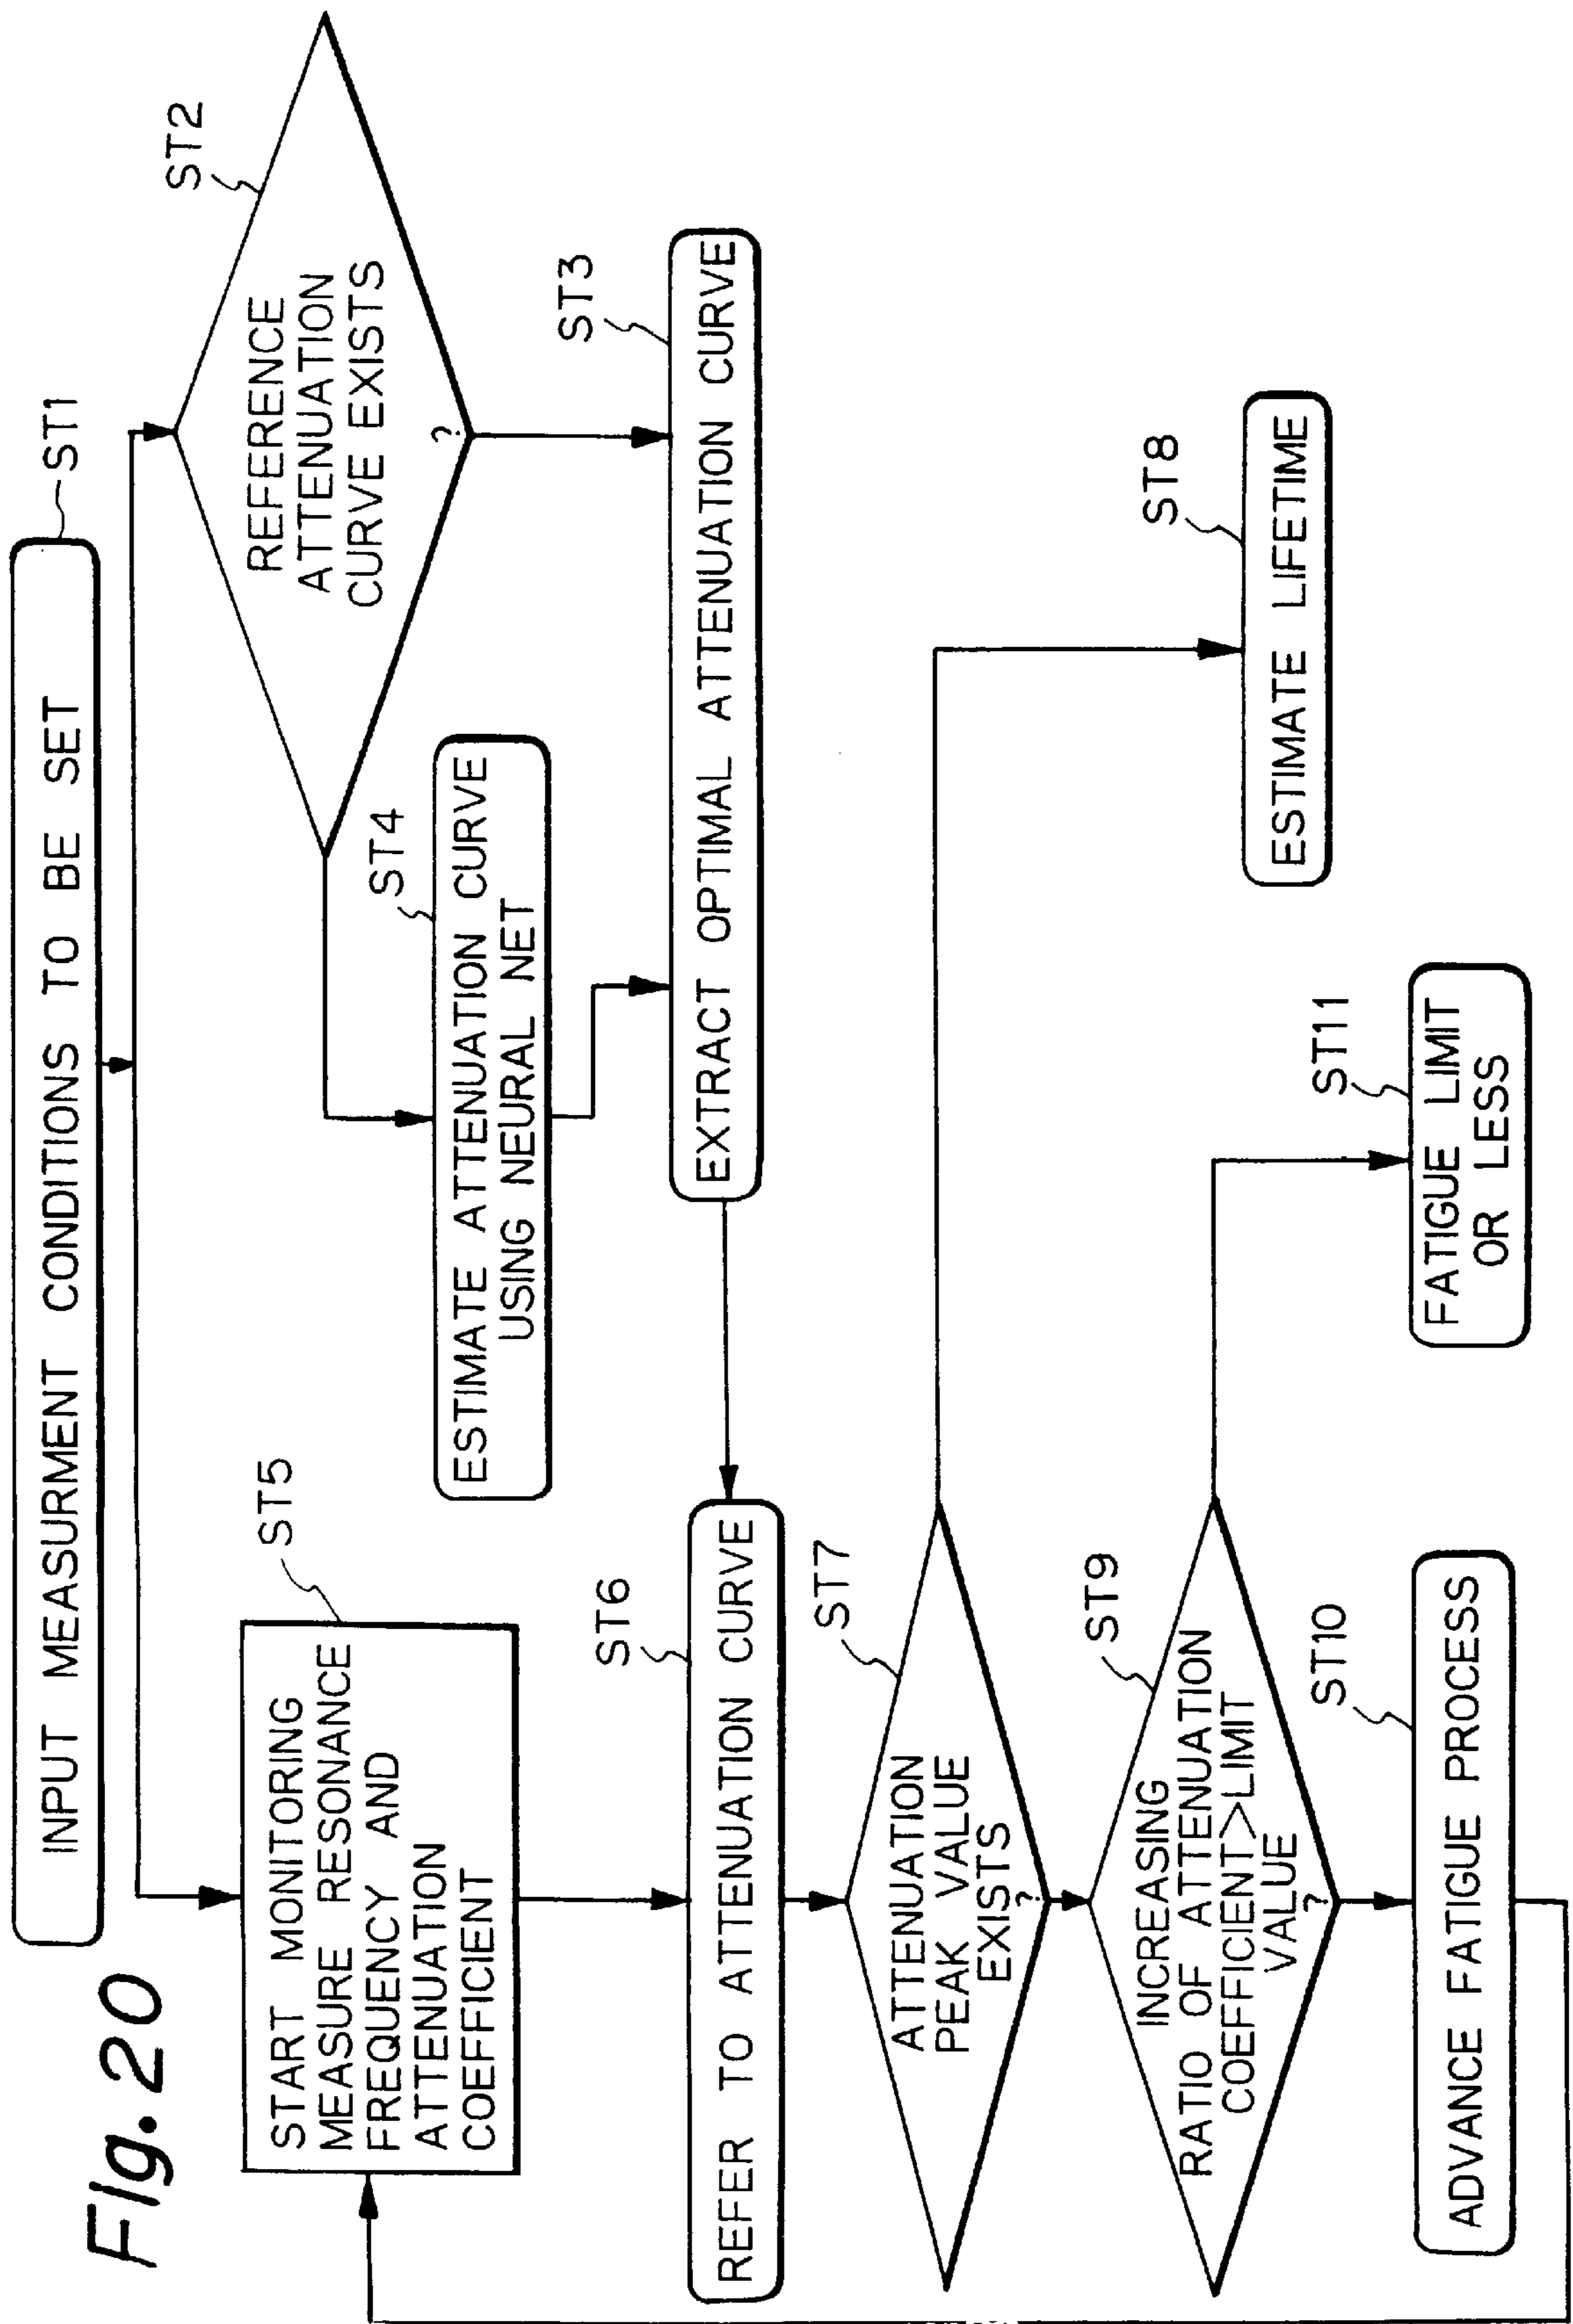 Fig. 20
INPUT MEASURMENT CONDITIONS TO BE SET
ST1
REFERENCE
ATTENUATION
CURVE EXISTS
?
ST2
EXTRACT OPTIMAL ATTENUATION CURVE
ST3
ESTIMATE ATTENUATION CURVE
USING NEURAL NET
ST4
START MONITORING
MEASURE RESONANCE
FREQUENCY AND
ATTENUATION
COEFFICIENT
ST5
REFER TO ATTENUATION CURVE
ST6
ATTENUATION
PEAK VALUE
EXISTS
?
ST7
ESTIMATE LIFETIME
ST8
INCREASING
RATIO OF ATTENUATION
COEFFICIENT>LIMIT
VALUE
?
ST9
ADVANCE FATIGUE PROCESS
ST10
FATIGUE LIMIT
OR LESS
ST11